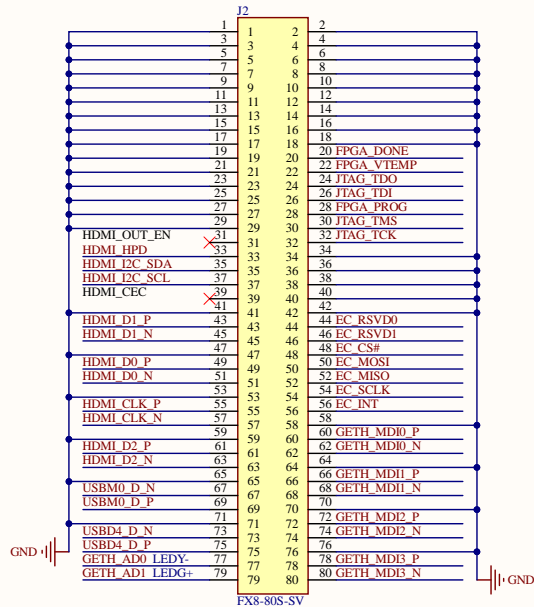 J2
1 1 2 2
3 3 4 4
5 5 6 6
7 7 8 8
9 9 10 10
11 11 12 12
13 13 14 14
15 15 16 16
17 17 18 18
19 19 20 20 FPGA_DONE
21 21 22 22 FPGA_VTEMP
23 23 24 24 JTAG_TDO
25 25 26 26 JTAG_TDI
27 27 28 28 FPGA_PROG
29 29 30 30 JTAG_TMS
HDMI_OUT_EN 31 31 32 32 JTAG_TCK
HDMI_HPD 33 33 34 34
HDMI_I2C_SDA 35 35 36 36
HDMI_I2C_SCL 37 37 38 38
HDMI_CEC 39 39 40 40
41 41 42 42
HDMI_D1_P 43 43 44 44 EC_RSVD0
HDMI_D1_N 45 45 46 46 EC_RSVD1
47 47 48 48 EC_CS#
HDMI_D0_P 49 49 50 50 EC_MOSI
HDMI_D0_N 51 51 52 52 EC_MISO
53 53 54 54 EC_SCLK
HDMI_CLK_P 55 55 56 56 EC_INT
HDMI_CLK_N 57 57 58 58
59 59 60 60 GETH_MDI0_P
HDMI_D2_P 61 61 62 62 GETH_MDI0_N
HDMI_D2_N 63 63 64 64
65 65 66 66 GETH_MDI1_P
USBM0_D_N 67 67 68 68 GETH_MDI1_N
USBM0_D_P 69 69 70 70
71 71 72 72 GETH_MDI2_P
USBD4_D_N 73 73 74 74 GETH_MDI2_N
USBD4_D_P 75 75 76 76
GND
GETH_AD0 LEDY- 77 77 78 78 GETH_MDI3_P
GETH_AD1 LEDG+ 79 79 80 80 GETH_MDI3_N
GND
FX8-80S-SV